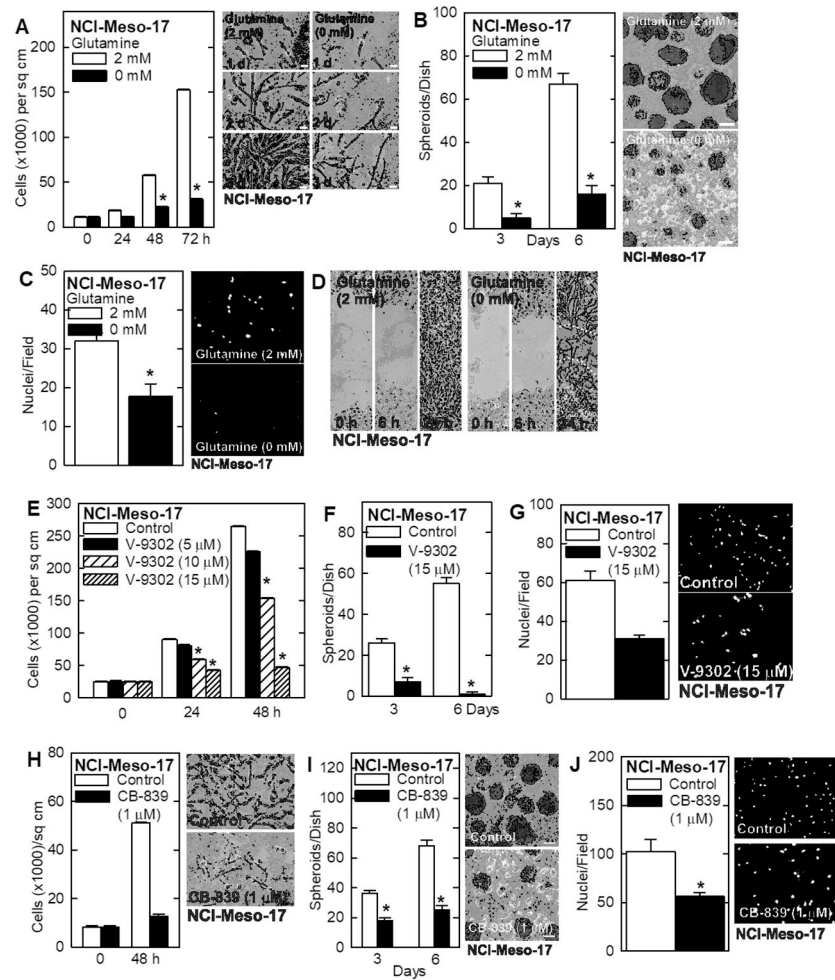 A
NCI-Meso-17
Glutamine
2 mM
0 mM
Cells (x1000) per sq cm
250
200
150
100
50
0
*
*
0 24 48 72 h
Glutamine
(2 mM)
Glutamine
(0 mM)
1 d
1 d
2 d
2 d
NCI-Meso-17
B
NCI-Meso-17
Glutamine
2 mM
0 mM
Spheroids/Dish
100
80
60
40
20
0
*
*
3 Days 6
Glutamine (2 mM)
Glutamine (0 mM)
NCI-Meso-17
C
NCI-Meso-17
Glutamine
2 mM
0 mM
Nuclei/Field
50
40
30
20
10
0
*
Glutamine (2 mM)
Glutamine (0 mM)
NCI-Meso-17
D
Glutamine
(2 mM)
Glutamine
(0 mM)
0 h 6 h 0 h 6 h 24 h
NCI-Meso-17
E
NCI-Meso-17
Control
V-9302 (5 μM)
V-9302 (10 μM)
V-9302 (15 μM)
Cells (x1000) per sq cm
300
250
200
150
100
50
0
*
*
*
*
0 24 48 h
F
NCI-Meso-17
Control
V-9302
(15 μM)
Spheroids/Dish
80
60
40
20
0
*
*
3 6 Days
G
NCI-Meso-17
Control
V-9302
(15 μM)
Nuclei/Field
100
80
60
40
20
0
Control
V-9302 (15 μM)
NCI-Meso-17
H
NCI-Meso-17
Control
CB-839
(1 μM)
Cells (x1000)/sq cm
80
60
40
20
0
0 48 h
Control
CB-839 (1 μM)
NCI-Meso-17
I
NCI-Meso-17
Control
CB-839
(1 μM)
Spheroids/Dish
120
100
80
60
40
20
0
*
*
3 6
Days
Control
CB-839 (1 μM)
NCI-Meso-17
J
NCI-Meso-17
Control
CB-839
(1 μM)
Nuclei/Field
200
150
100
50
0
*
Control
CB-839 (1 μM)
NCI-Meso-17